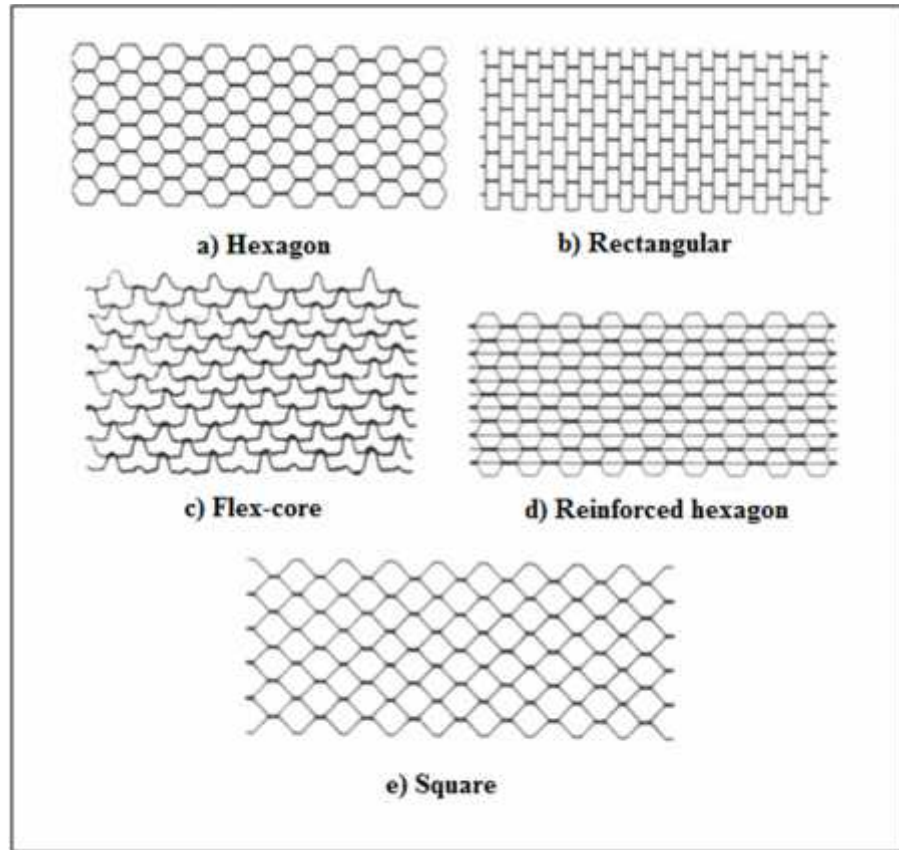 a) Hexagon
b) Rectangular
c) Flex-core
d) Reinforced hexagon
e) Square